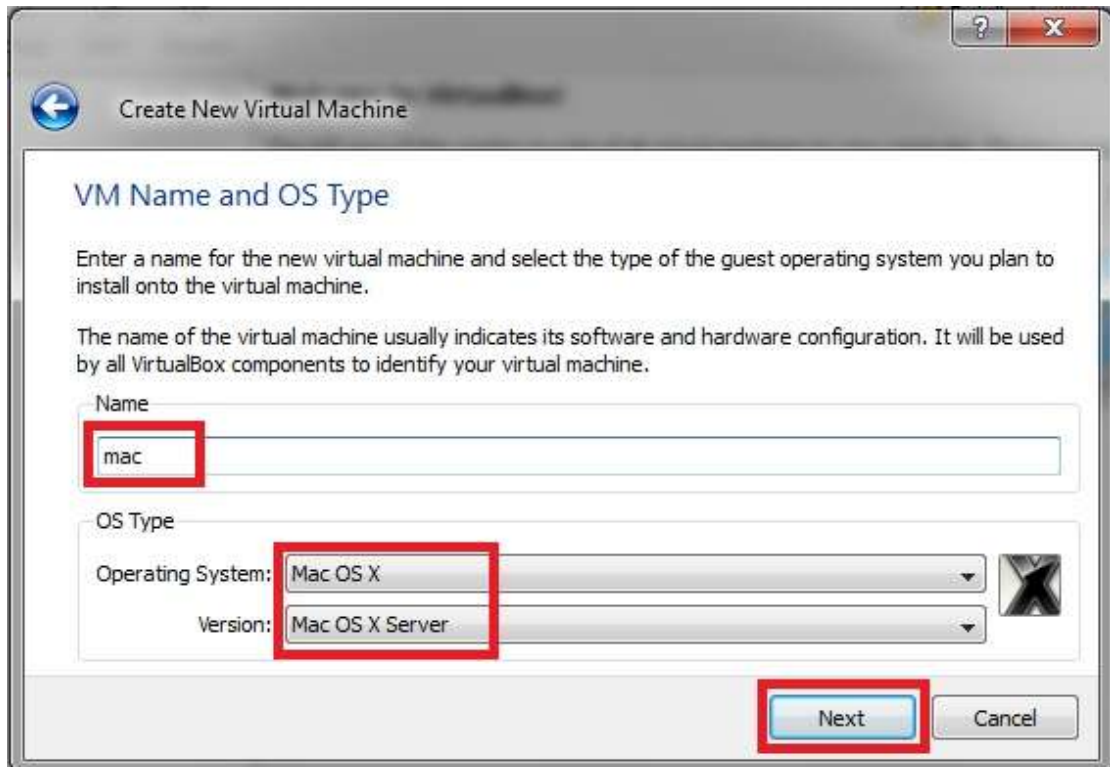 Create New Virtual Machine
VM Name and OS Type
Enter a name for the new virtual machine and select the type of the guest operating system you plan to
install onto the virtual machine.
The name of the virtual machine usually indicates its software and hardware configuration. It will be used
by all VirtualBox components to identify your virtual machine.
Name
mac
OS Type
Operating System: Mac OS X
Version: Mac OS X Server
Next Cancel